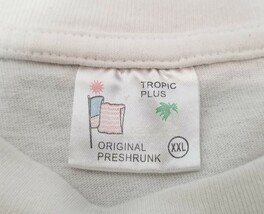 TROPIC
PLUS
ORIGINAL
PRESHRUNK
XXL